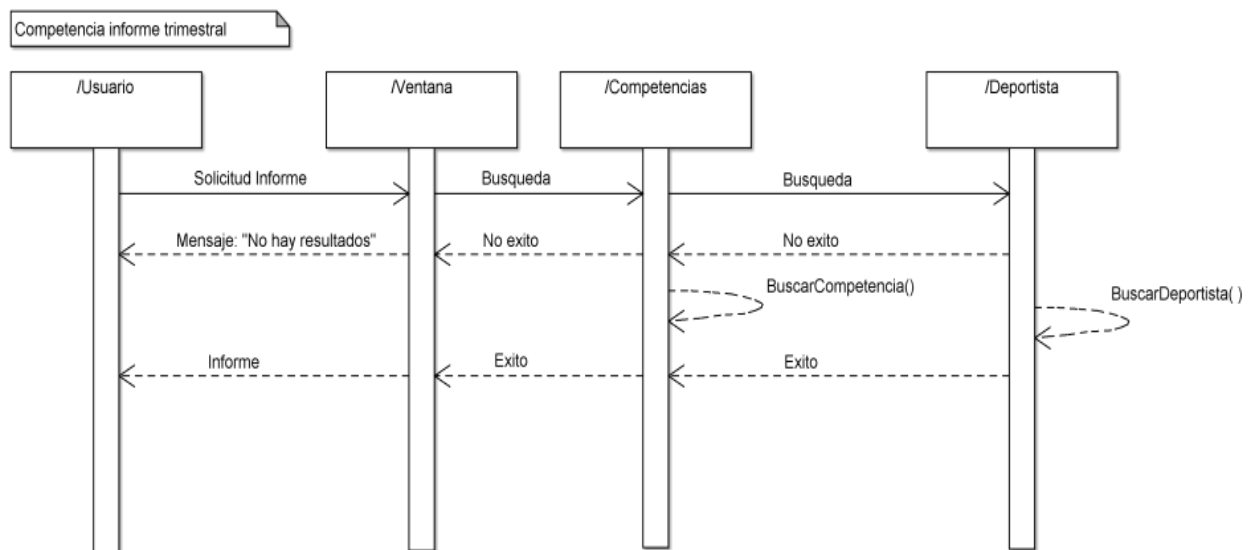 Competencia informe trimestral
/Usuario
/Ventana
/Competencias
/Deportista
Solicitud Informe
Busqueda
Busqueda
Mensaje: "No hay resultados"
No exito
No exito
BuscarCompetencia()
BuscarDeportista( )
Informe
Exito
Exito